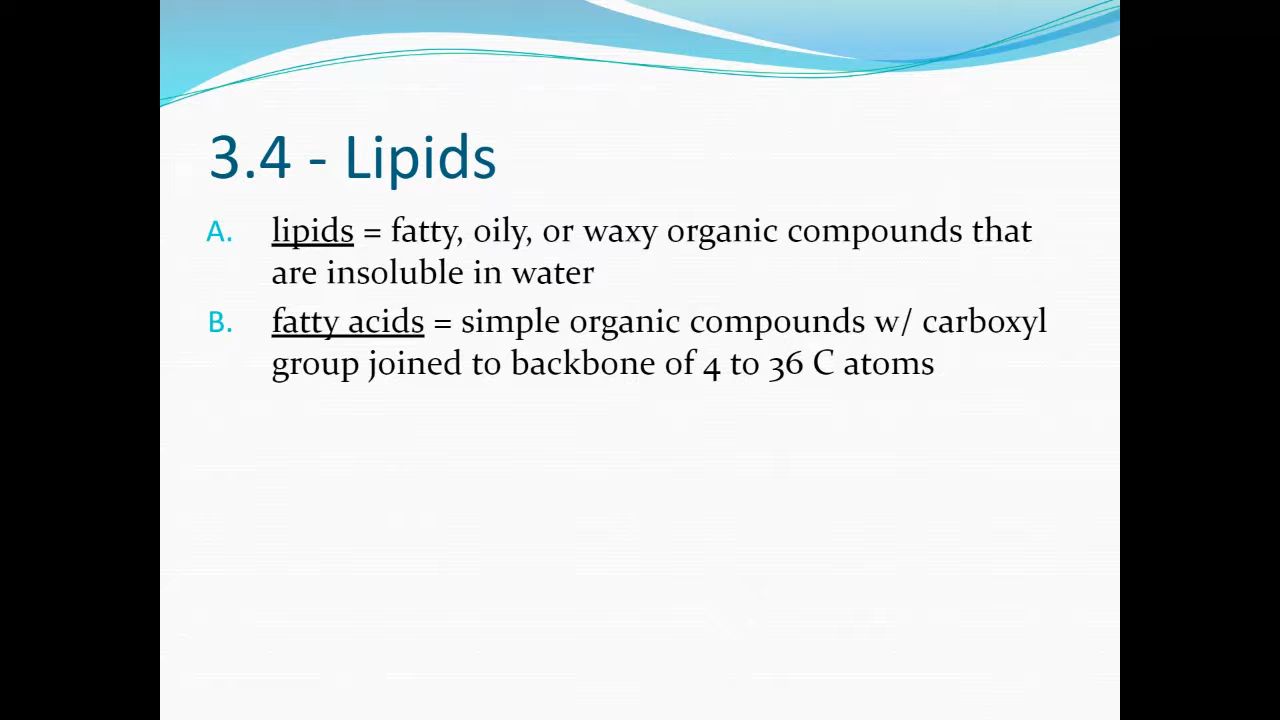 3.4 - Lipids
A. lipids = fatty, oily, or waxy organic compounds that
are insoluble in water
B. fatty acids = simple organic compounds w/ carboxyl
group joined to backbone of 4 to 36 C atoms